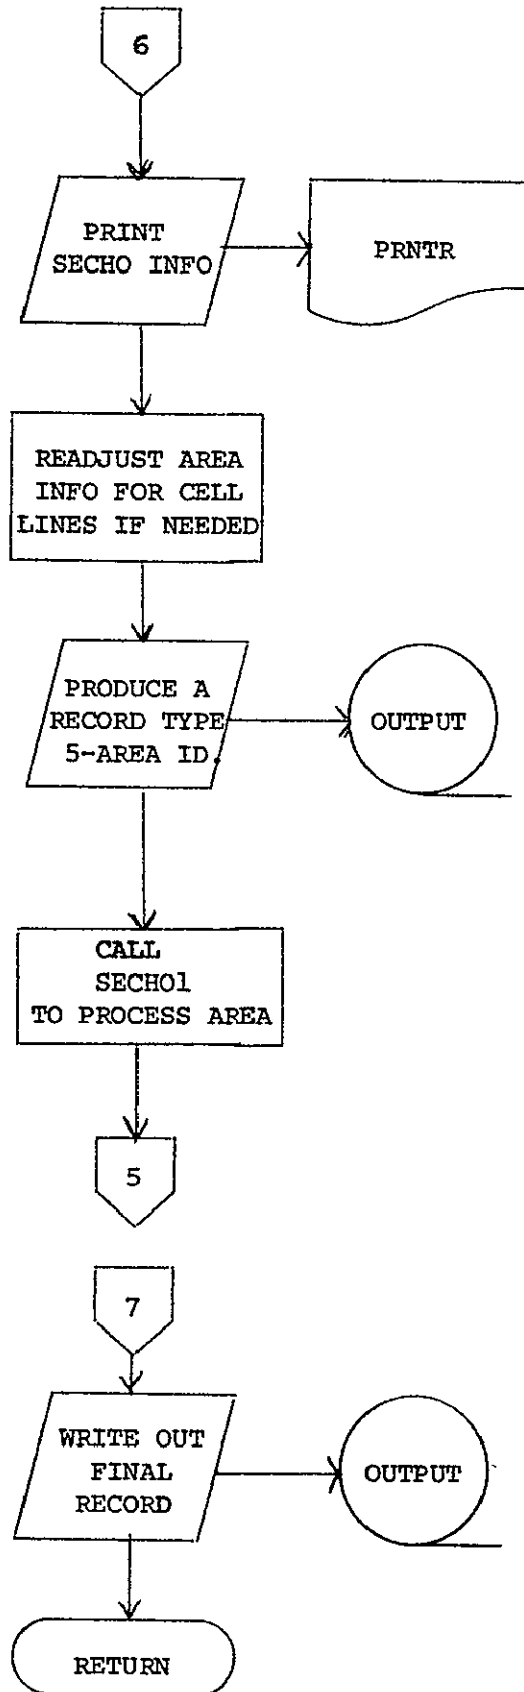 6
PRINT
SECHO INFO
PRNTR
READJUST AREA
INFO FOR CELL
LINES IF NEEDED
PRODUCE A
RECORD TYPE
5-AREA ID.
OUTPUT
CALL
SECHO1
TO PROCESS AREA
5
7
WRITE OUT
FINAL
RECORD
OUTPUT
RETURN